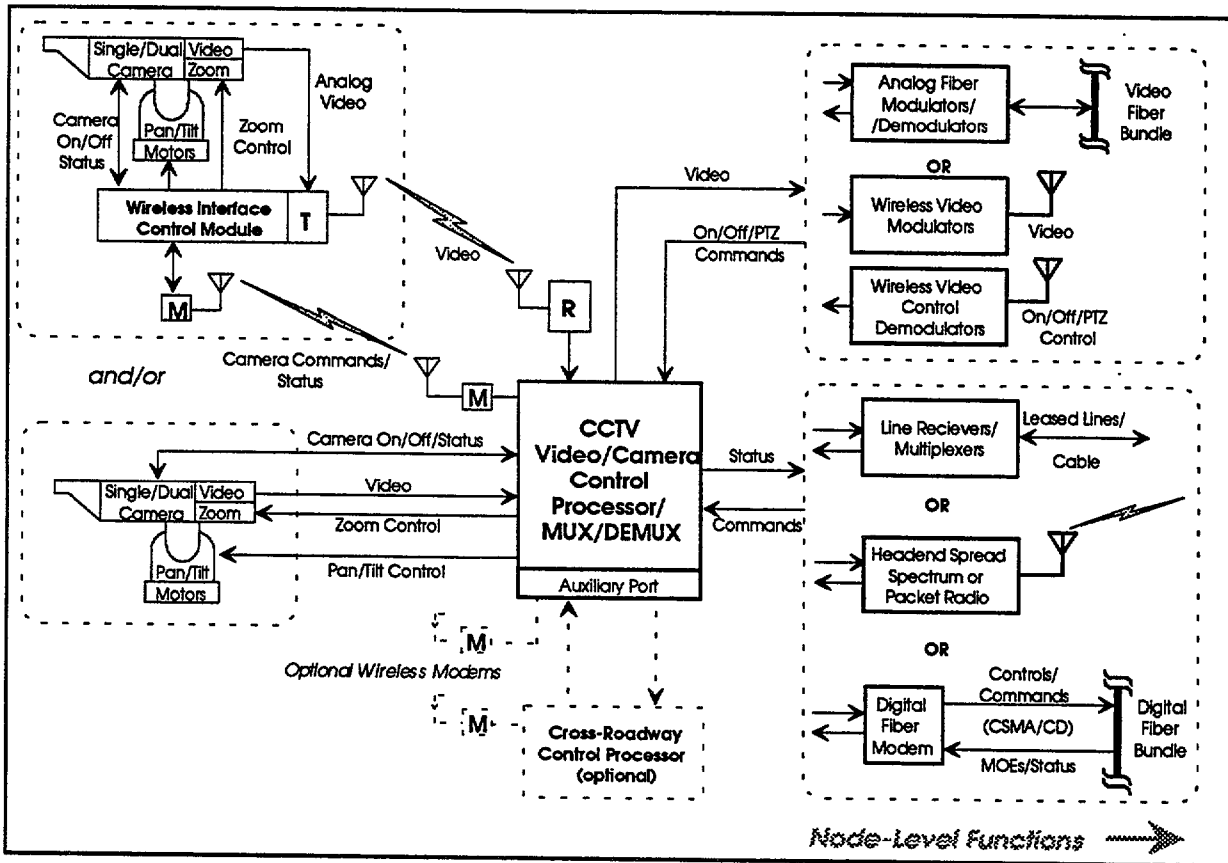 Single/Dual
Camera
Video
Zoom
Pan/Tilt
Motors
Camera
On/Off
Status
Zoom
Control
Analog
Video
Wireless Interface
Control Module
T
M
Video
R
Camera Commands/
Status
M
and/or
Single/Dual
Camera
Video
Zoom
Pan/Tilt
Motors
Camera On/Off/Status
Video
Zoom Control
Pan/Tilt Control
CCTV
Video/Camera
Control
Processor/
MUX/DEMUX
Auxiliary Port
M
Optional Wireless Modems
M
Cross-Roadway
Control Processor
(optional)
Video
On/Off/PTZ
Commands
Status
Commands
Analog Fiber
Modulators/
/Demodulators
Video
Fiber
Bundle
OR
Wireless Video
Modulators
Video
Wireless Video
Control
Demodulators
On/Off/PTZ
Control
Line Recievers/
Multiplexers
Leased Lines/
Cable
OR
Headend Spread
Spectrum or
Packet Radio
OR
Digital
Fiber
Modem
Controls/
Commands
(CSMA/CD)
MOEs/Status
Digital
Fiber
Bundle
Node-Level Functions